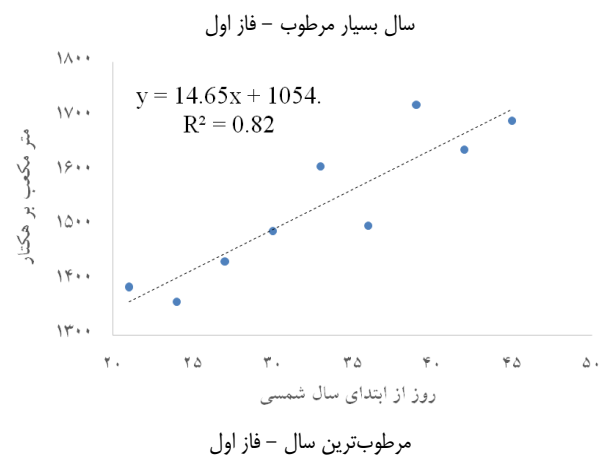 سال بسیار مرطوب – فاز اول
۱۸۰۰
y = 14.65x + 1054.
۱۷۰۰
R² = 0.82
۱۶۰۰
متر مکعب بر هکتار
۱۵۰۰
۱۴۰۰
۱۳۰۰
۲۰ ۲۵ ۳۰ ۳۵ ۴۰ ۴۵ ۵۰
روز از ابتدای سال شمسی
مرطوب‌ترین سال – فاز اول